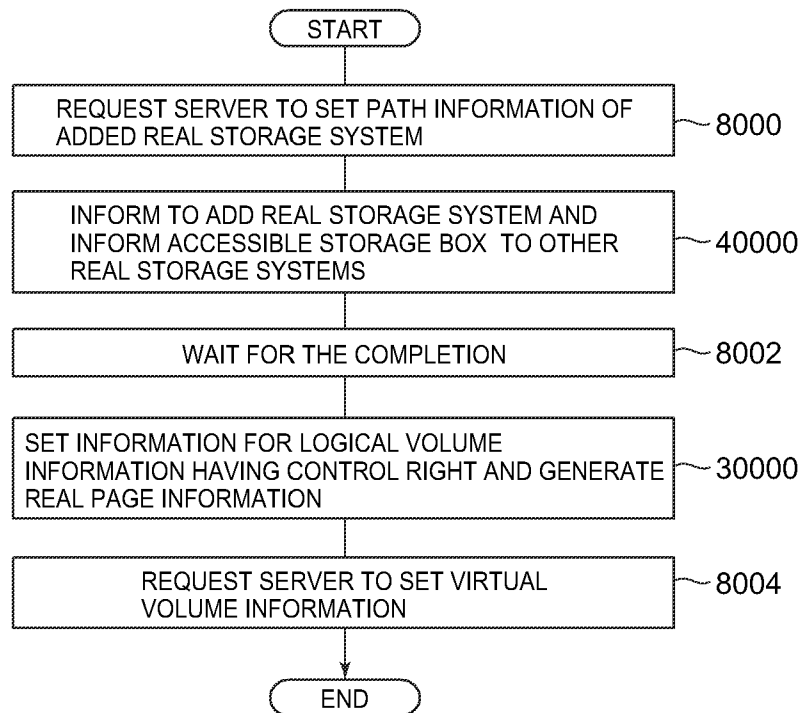 START
REQUEST SERVER TO SET PATH INFORMATION OF
ADDED REAL STORAGE SYSTEM
8000
INFORM TO ADD REAL STORAGE SYSTEM AND
INFORM ACCESSIBLE STORAGE BOX TO OTHER
REAL STORAGE SYSTEMS
40000
WAIT FOR THE COMPLETION
8002
SET INFORMATION FOR LOGICAL VOLUME
INFORMATION HAVING CONTROL RIGHT AND GENERATE
REAL PAGE INFORMATION
30000
REQUEST SERVER TO SET VIRTUAL
VOLUME INFORMATION
8004
END